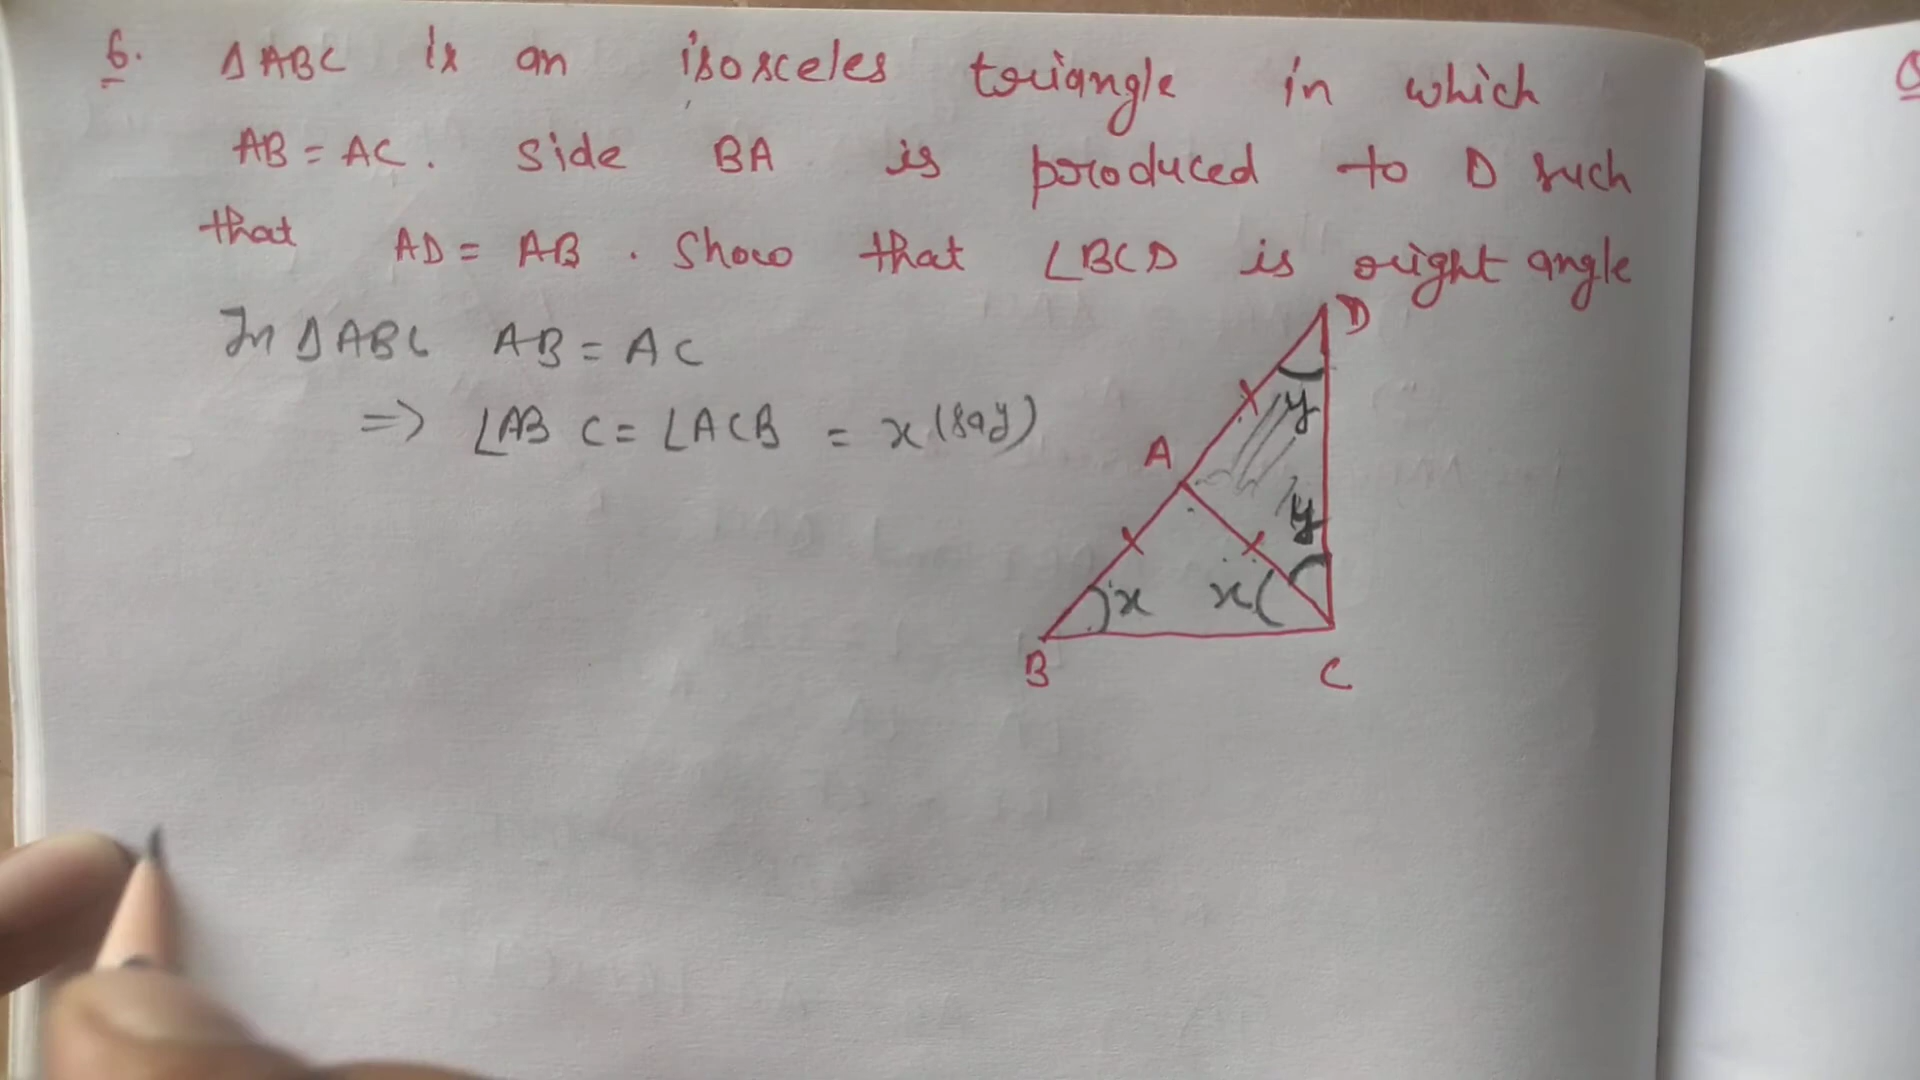 6. ΔABC is an isosceles triangle in which
AB = AC. side BA is produced to D such
that AD = AB. Show that ∠BCD is right angle
In ΔABC AB = AC
=> ∠ABC = ∠ACB = x (say)
D
y
A
y
x x
B C